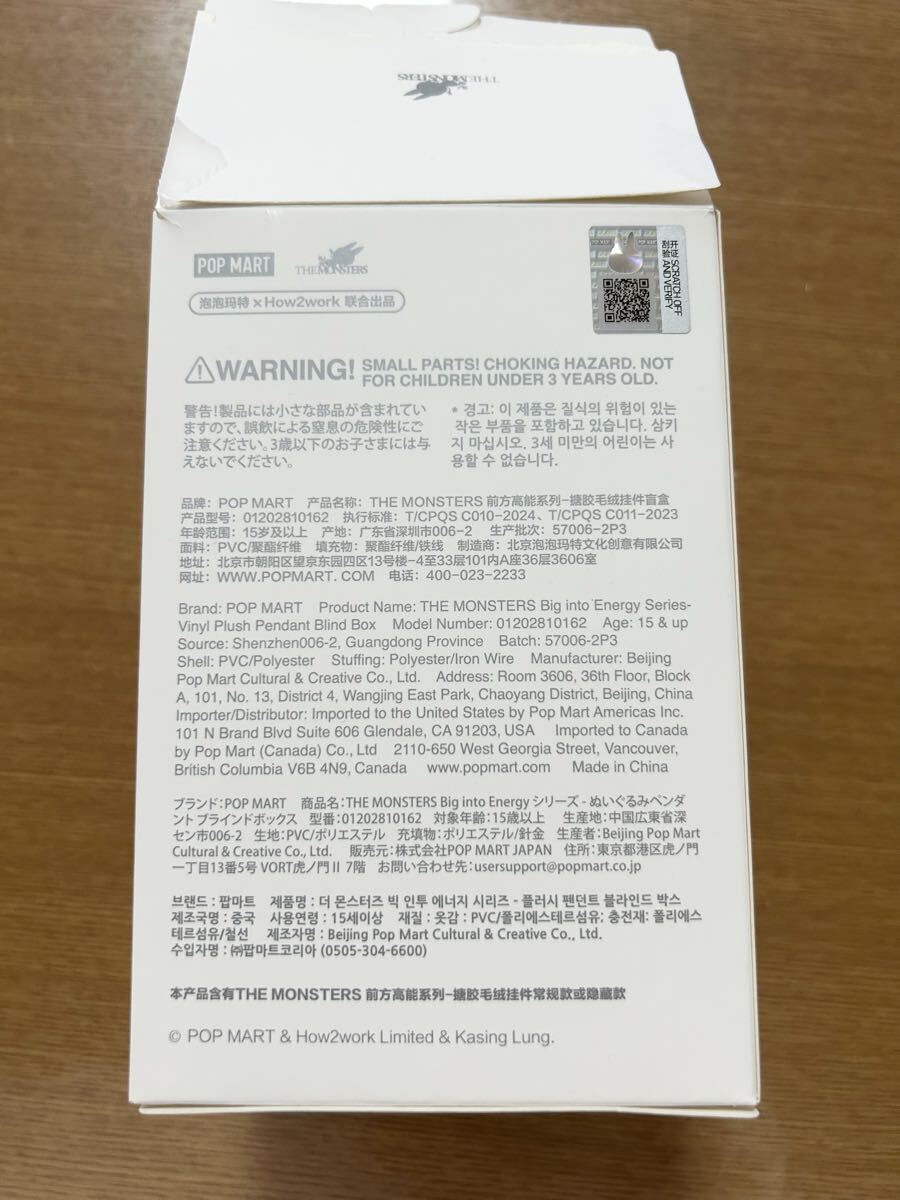 THE MONSTERS
POP MART
THE MONSTERS
泡泡玛特 × How2work 联合出品
POP MART
开包刮验
SCRATCH OFF AND VERIFY
WARNING! SMALL PARTS! CHOKING HAZARD. NOT
FOR CHILDREN UNDER 3 YEARS OLD.
警告!製品には小さな部品が含まれてい
ますので、誤飲による窒息の危険性にご
注意ください。3歳以下のお子さまには与
えないでください。
* 경고: 이 제품은 질식의 위험이 있는
작은 부품을 포함하고 있습니다. 삼키
지 마십시오. 3세 미만의 어린이는 사
용할 수 없습니다.
品牌：POP MART 产品名称：THE MONSTERS 前方高能系列-搪胶毛绒挂件盲盒
产品型号：01202810162 执行标准：T/CPQS C010-2024、T/CPQS C011-2023
年龄范围：15岁及以上 产地：广东省深圳市006-2 生产批次：57006-2P3
面料：PVC/聚酯纤维 填充物：聚酯纤维/铁线 制造商：北京泡泡玛特文化创意有限公司
地址：北京市朝阳区望京东园四区13号楼-4至33层101内A座36层3606室
网址：WWW.POPMART. COM 电话：400-023-2233
Brand: POP MART Product Name: THE MONSTERS Big into Energy Series-
Vinyl Plush Pendant Blind Box Model Number: 01202810162 Age: 15 & up
Source: Shenzhen006-2, Guangdong Province Batch: 57006-2P3
Shell: PVC/Polyester Stuffing: Polyester/Iron Wire Manufacturer: Beijing
Pop Mart Cultural & Creative Co., Ltd. Address: Room 3606, 36th Floor, Block
A, 101, No. 13, District 4, Wangjing East Park, Chaoyang District, Beijing, China
Importer/Distributor: Imported to the United States by Pop Mart Americas Inc.
101 N Brand Blvd Suite 606 Glendale, CA 91203, USA Imported to Canada
by Pop Mart (Canada) Co., Ltd 2110-650 West Georgia Street, Vancouver,
British Columbia V6B 4N9, Canada www.popmart.com Made in China
ブランド：POP MART 商品名：THE MONSTERS Big into Energy シリーズ - ぬいぐるみペンダ
ント ブラインドボックス 型番：01202810162 対象年齢：15歳以上 生産地：中国広東省深
セン市006-2 生地：PVC/ポリエステル 充填物：ポリエステル/針金 生産者：Beijing Pop Mart
Cultural & Creative Co., Ltd. 販売元：株式会社POP MART JAPAN 住所：東京都港区虎ノ門
一丁目13番5号 VORT虎ノ門Ⅱ 7階 お問い合わせ先：usersupport@popmart.co.jp
브랜드 : 팝마트 제품명 : 더 몬스터즈 빅 인투 에너지 시리즈 - 플러시 펜던트 블라인드 박스
제조국명 : 중국 사용연령 : 15세이상 재질 : 옷감 : PVC/폴리에스테르섬유; 충전재: 폴리에스
테르섬유/철선 제조자명 : Beijing Pop Mart Cultural & Creative Co., Ltd.
수입자명 : ㈜팝마트코리아 (0505-304-6600)
本产品含有THE MONSTERS 前方高能系列-搪胶毛绒挂件常规款或隐藏款
© POP MART & How2work Limited & Kasing Lung.